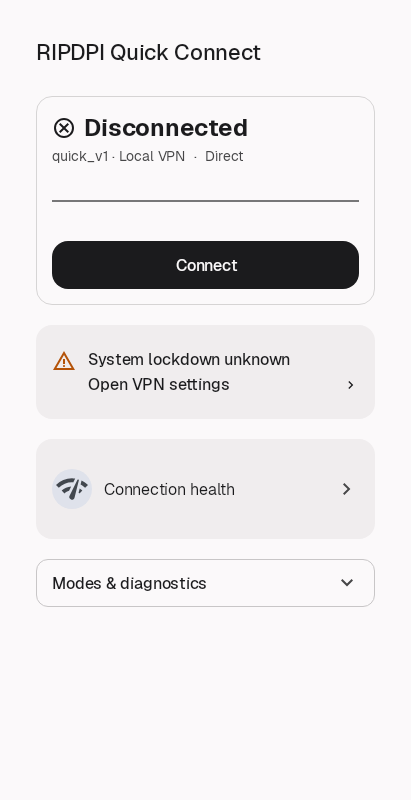 RIPDPI Quick Connect
Disconnected
quick_v1 · Local VPN · Direct
Connect
System lockdown unknown
Open VPN settings
Connection health
Modes & diagnostics